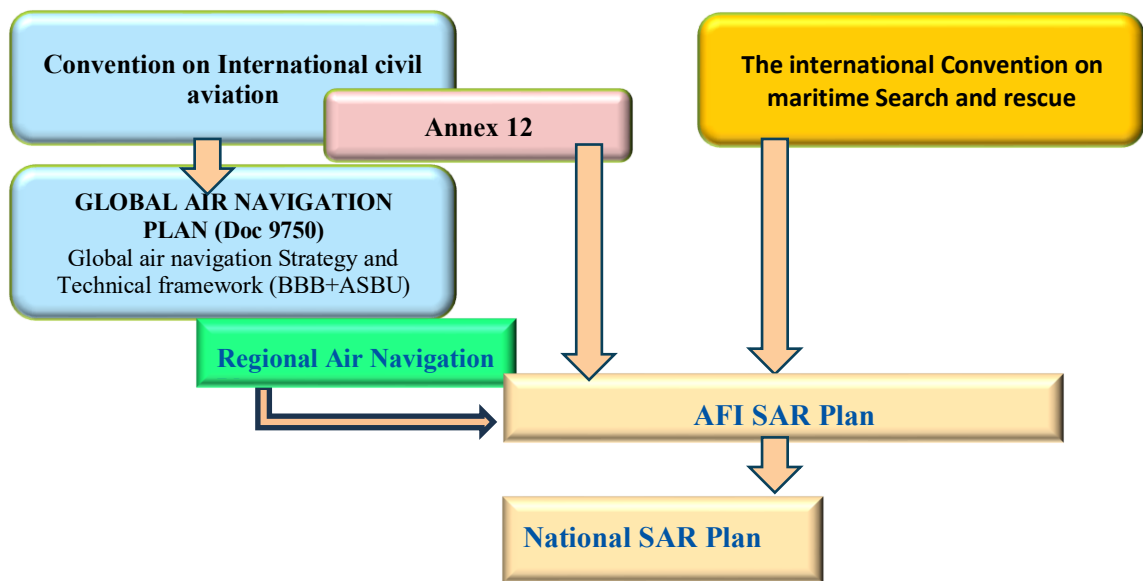 Convention on International civil
aviation
Annex 12
The international Convention on
maritime Search and rescue
GLOBAL AIR NAVIGATION
PLAN (Doc 9750)
Global air navigation Strategy and
Technical framework (BBB+ASBU)
Regional Air Navigation
AFI SAR Plan
National SAR Plan